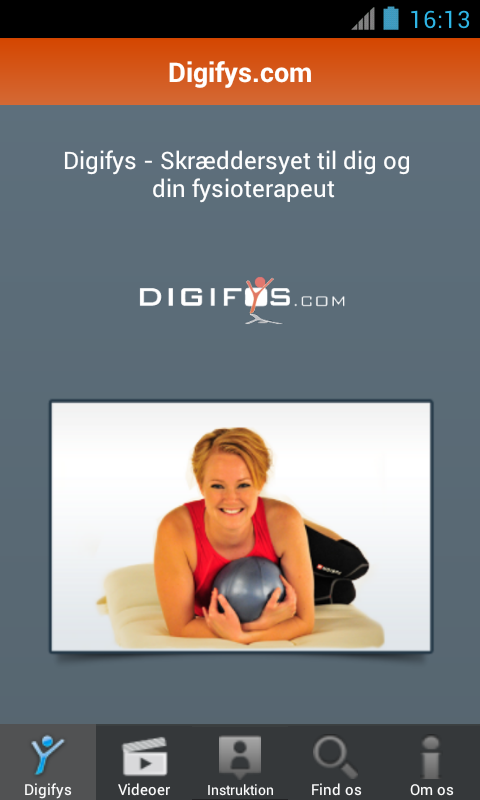 16:13
Digifys.com
Digifys - Skræddersyet til dig og
din fysioterapeut
DIGIFYS.COM
Digifys
Videoer
Instruktion
Find os
Om os